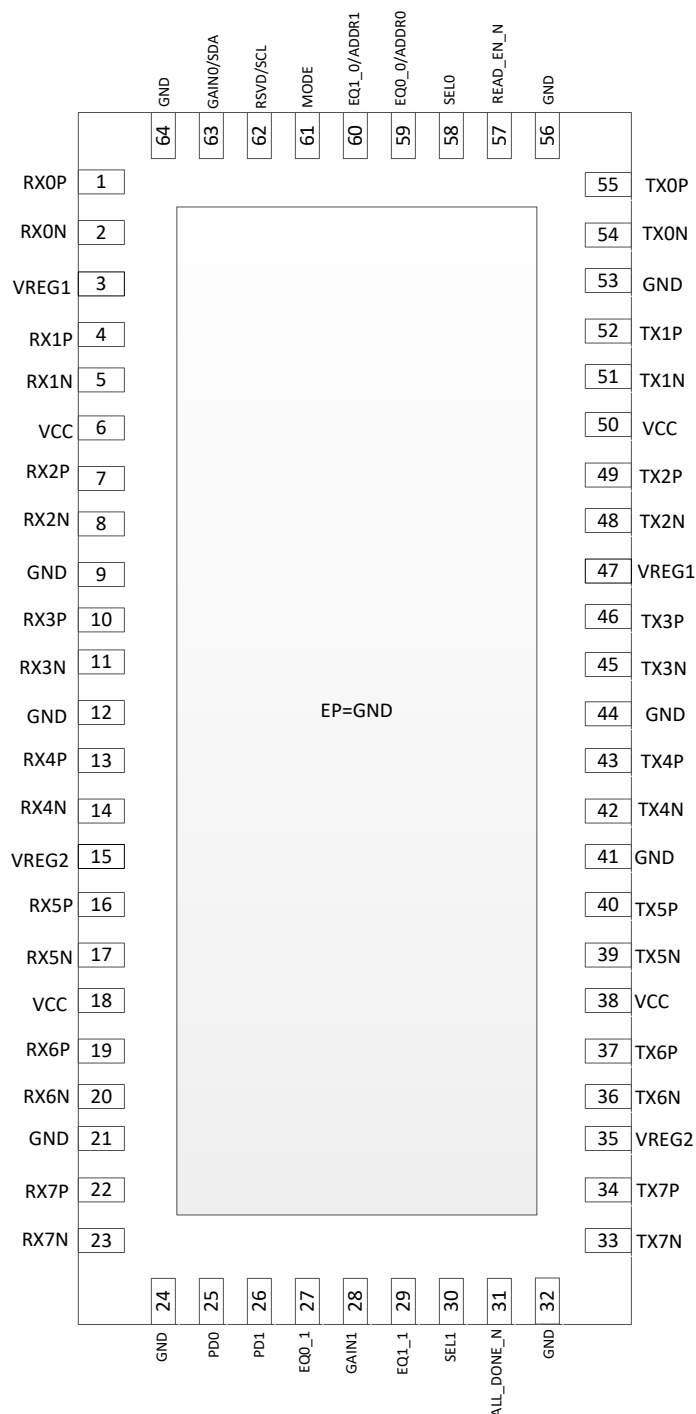 GND
GAIN0/SDA
RSVD/SCL
MODE
EQ1_0/ADDR1
EQ0_0/ADDR0
SEL0
READ_EN_N
GND
64
63
62
61
60
59
58
57
56
RX0P 1
55 TX0P
RX0N 2
54 TX0N
VREG1 3
53 GND
RX1P 4
52 TX1P
RX1N 5
51 TX1N
VCC 6
50 VCC
RX2P 7
49 TX2P
RX2N 8
48 TX2N
GND 9
47 VREG1
RX3P 10
46 TX3P
RX3N 11
45 TX3N
GND 12
EP=GND
44 GND
RX4P 13
43 TX4P
RX4N 14
42 TX4N
VREG2 15
41 GND
RX5P 16
40 TX5P
RX5N 17
39 TX5N
VCC 18
38 VCC
RX6P 19
37 TX6P
RX6N 20
36 TX6N
GND 21
35 VREG2
RX7P 22
34 TX7P
RX7N 23
33 TX7N
24
25
26
27
28
29
30
31
32
GND
PD0
PD1
EQ0_1
GAIN1
EQ1_1
SEL1
ALL_DONE_N
GND